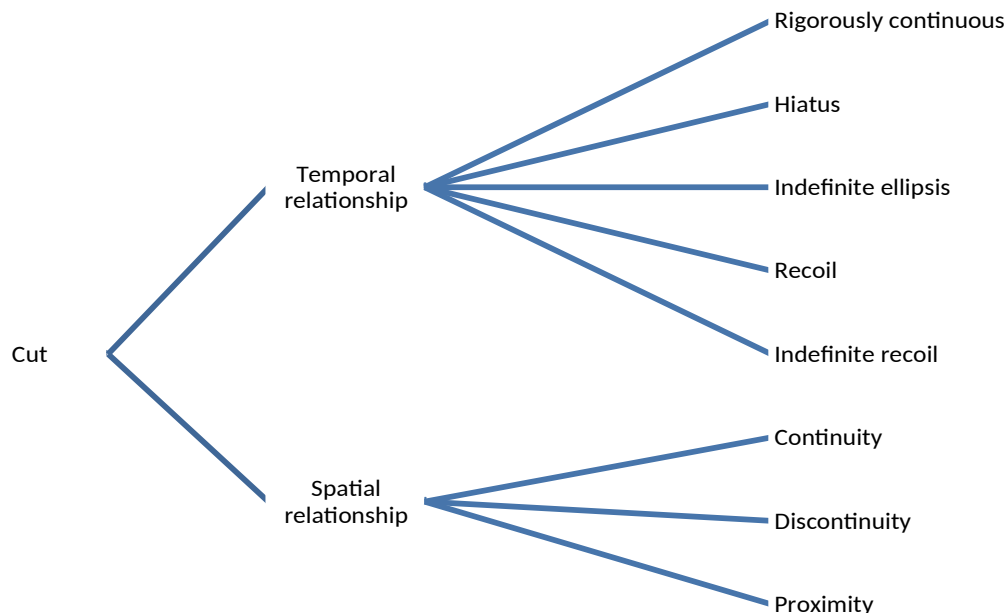 Rigorously continuous
Hiatus
Temporal
relationship
Indefinite ellipsis
Recoil
Cut
Indefinite recoil
Continuity
Spatial
relationship
Discontinuity
Proximity